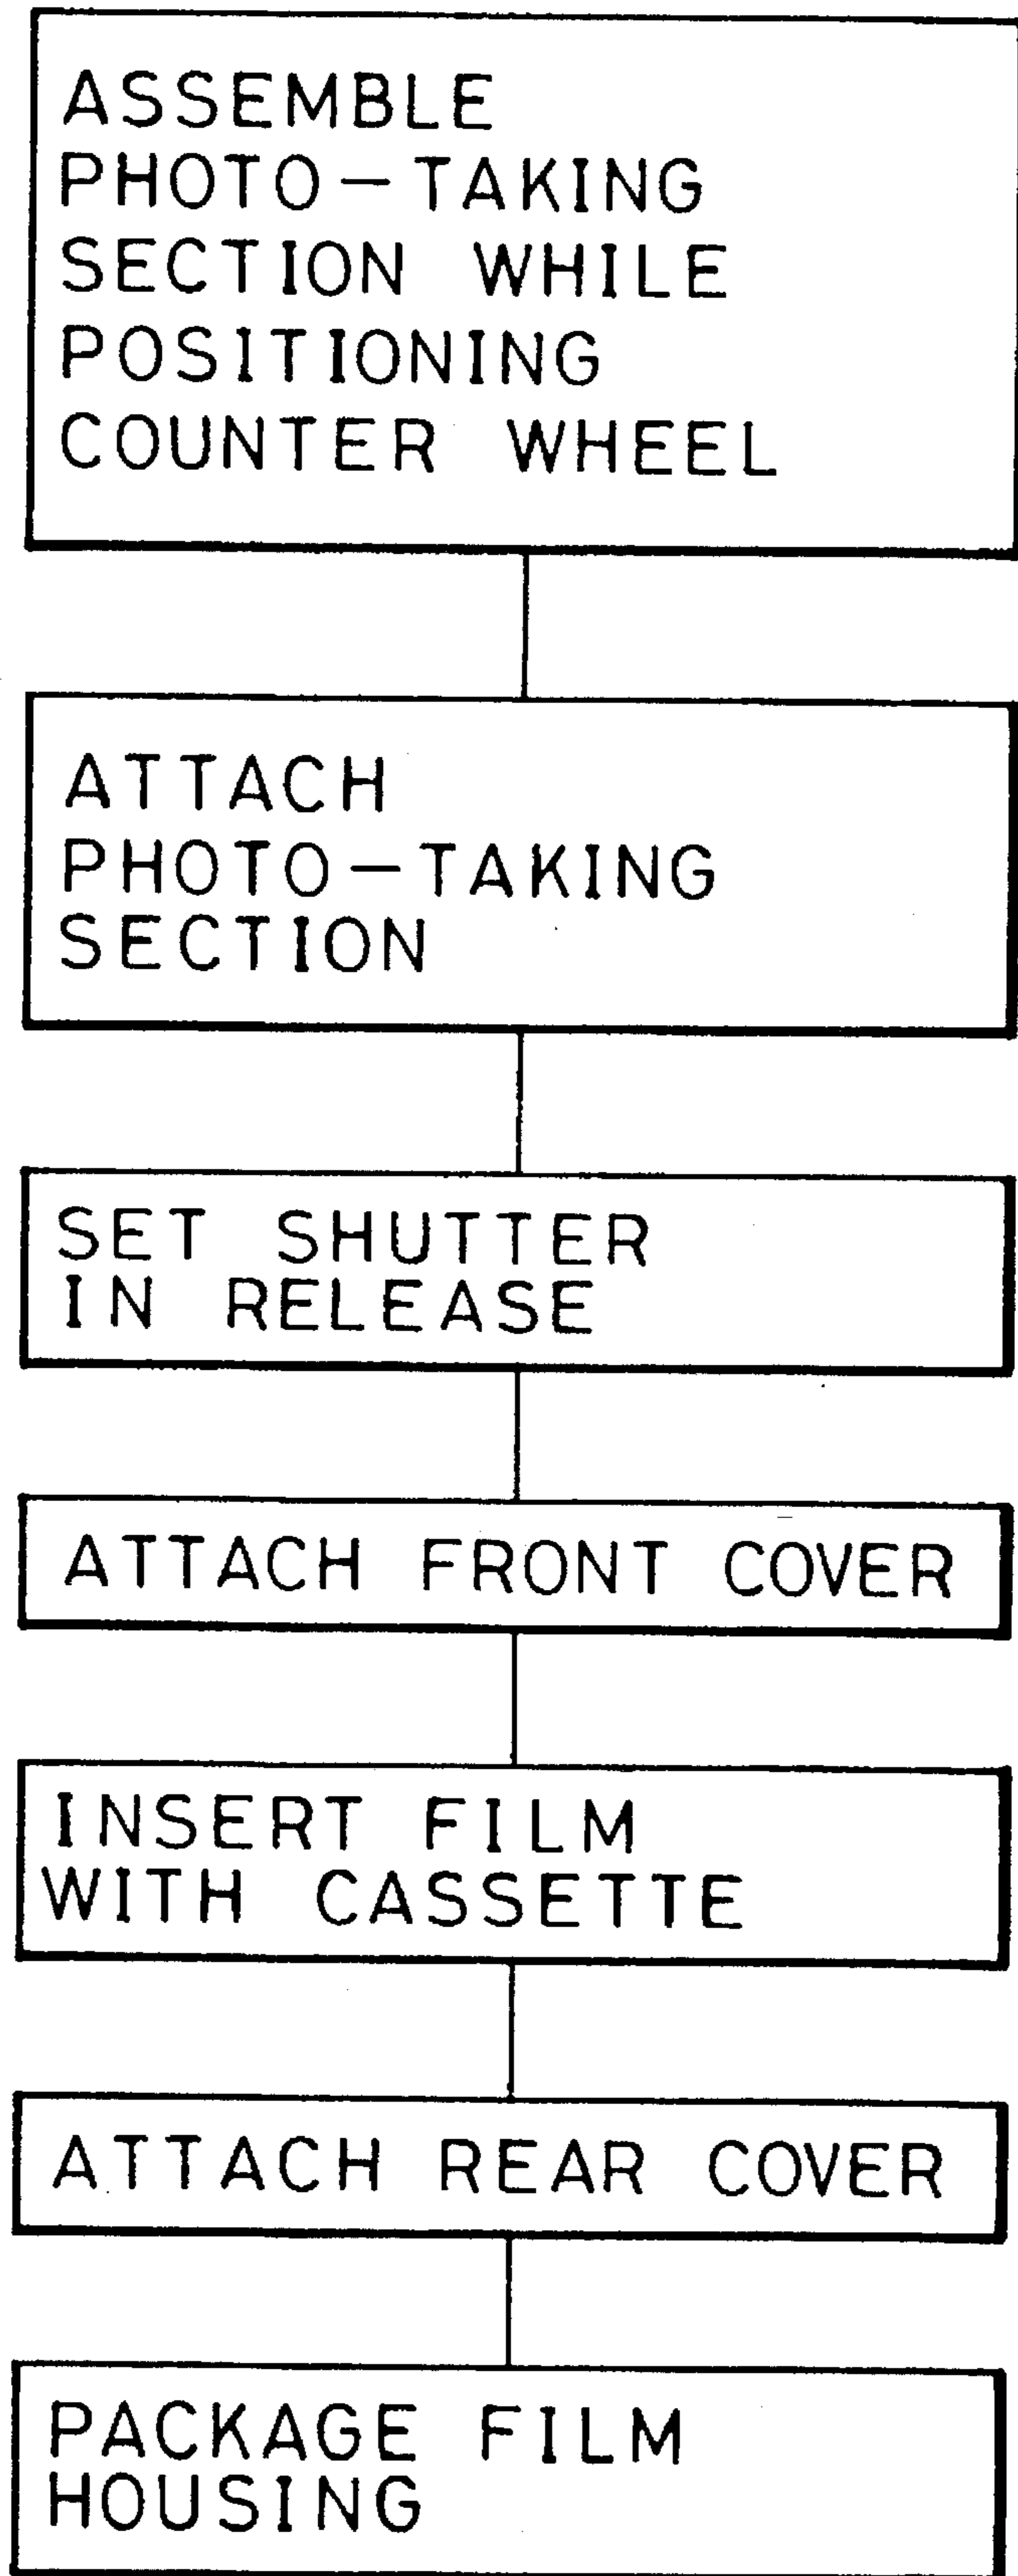 ASSEMBLE
PHOTO-TAKING
SECTION WHILE
POSITIONING
COUNTER WHEEL
ATTACH
PHOTO-TAKING
SECTION
SET SHUTTER
IN RELEASE
ATTACH FRONT COVER
INSERT FILM
WITH CASSETTE
ATTACH REAR COVER
PACKAGE FILM
HOUSING